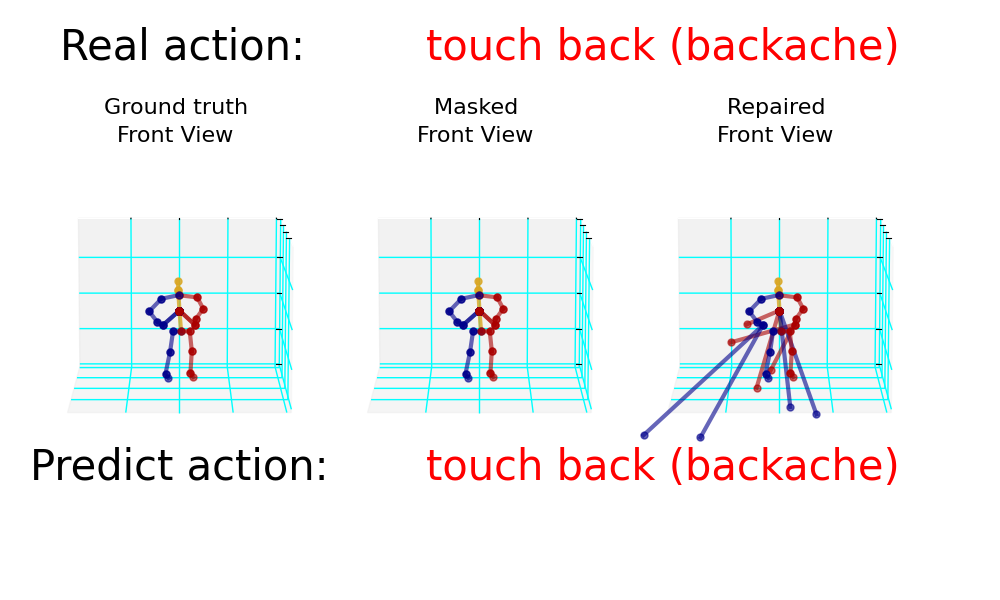 Real action: touch back (backache)
Ground truth Masked Repaired
Front View Front View Front View
Predict action: touch back (backache)